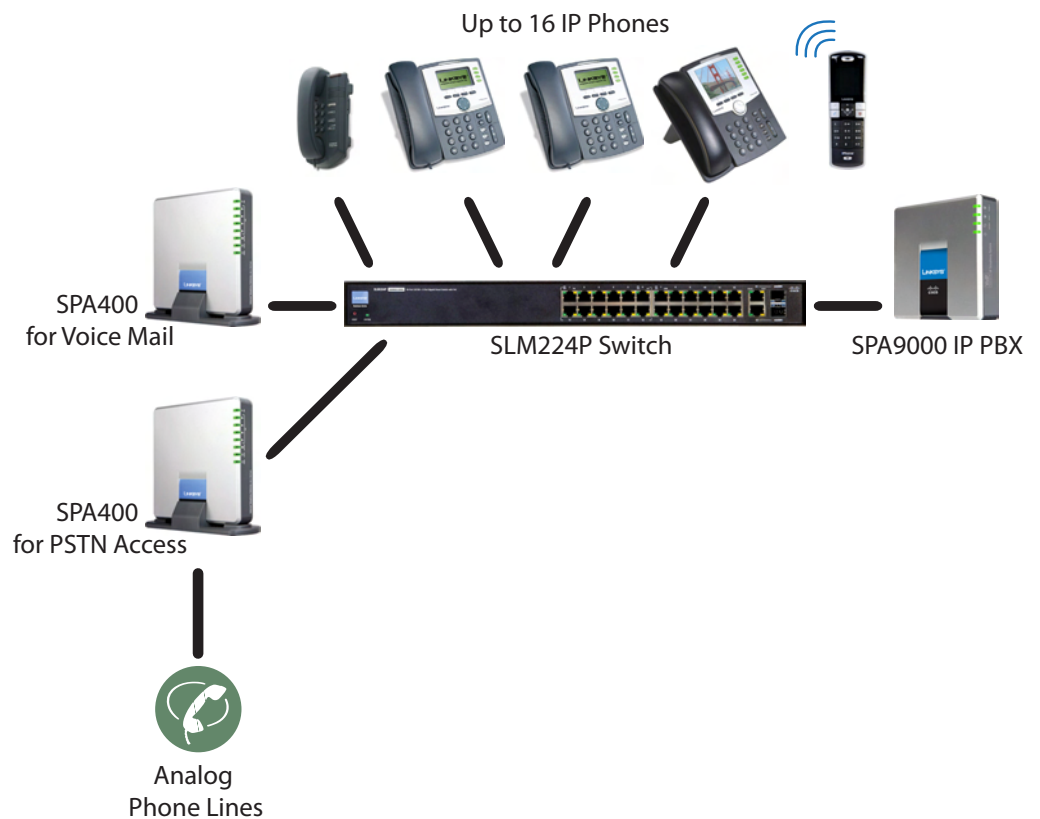 Up to 16 IP Phones
SPA400
for Voice Mail
SLM224P Switch
SPA9000 IP PBX
SPA400
for PSTN Access
Analog
Phone Lines